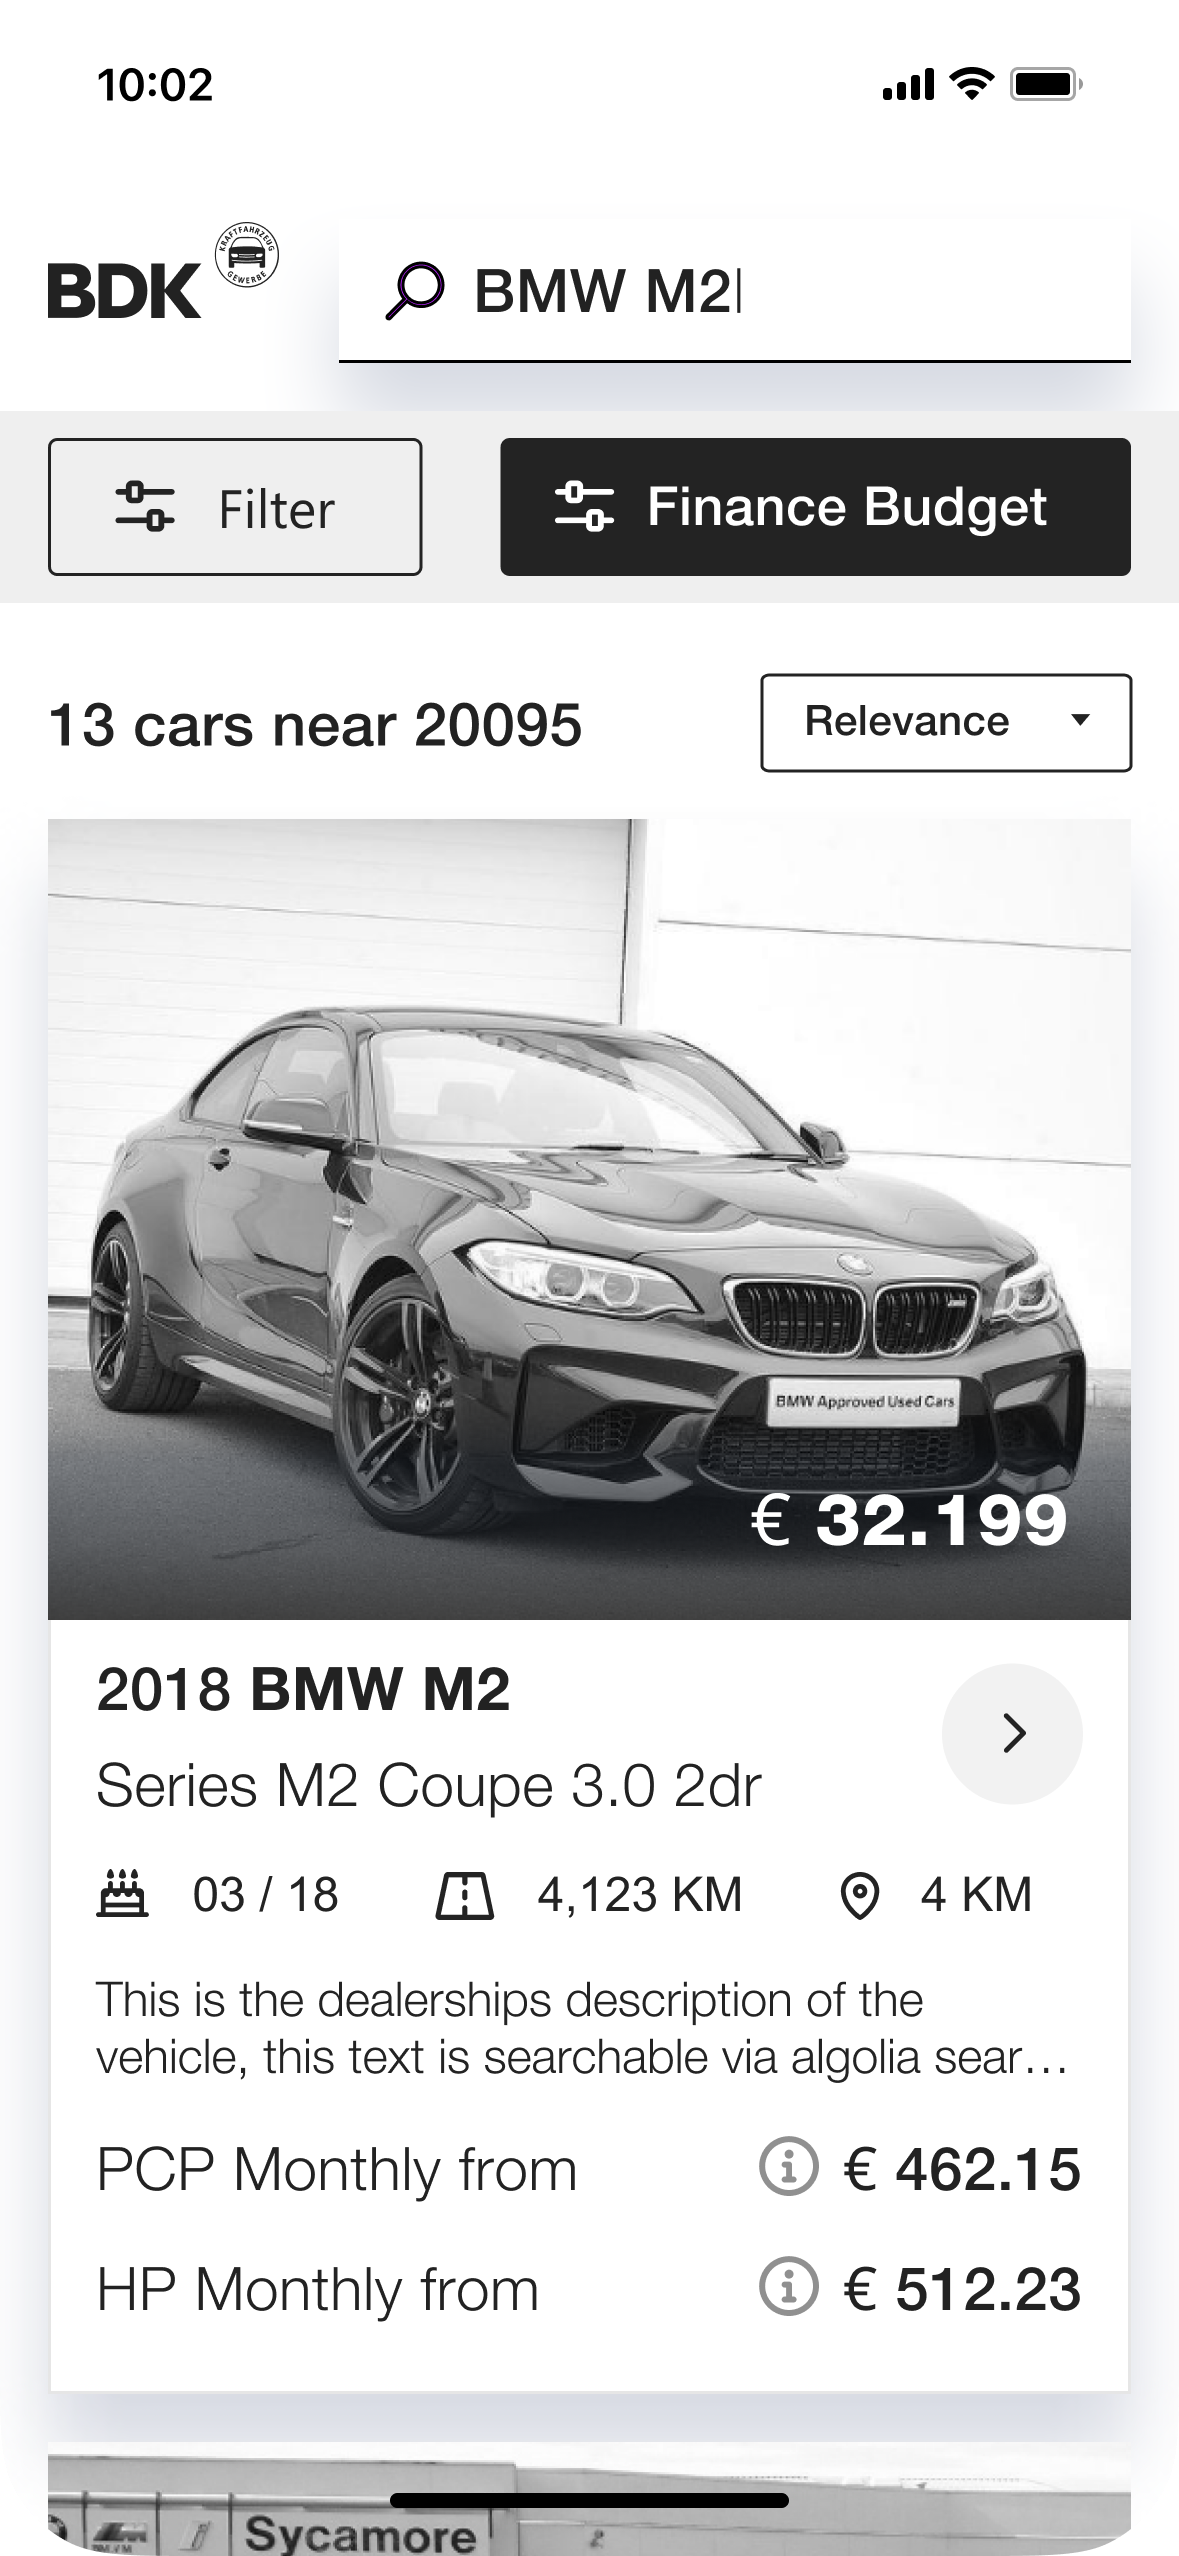 10:02
BDK
KRAFTFAHRZEUG
GEWERBE
BMW M2
Filter
Finance Budget
13 cars near 20095
Relevance
BMW Approved Used Cars
€ 32.199
2018 BMW M2
Series M2 Coupe 3.0 2dr
03 / 18
4,123 KM
4 KM
This is the dealerships description of the
vehicle, this text is searchable via algolia sear...
PCP Monthly from
€ 462.15
HP Monthly from
€ 512.23
Sycamore